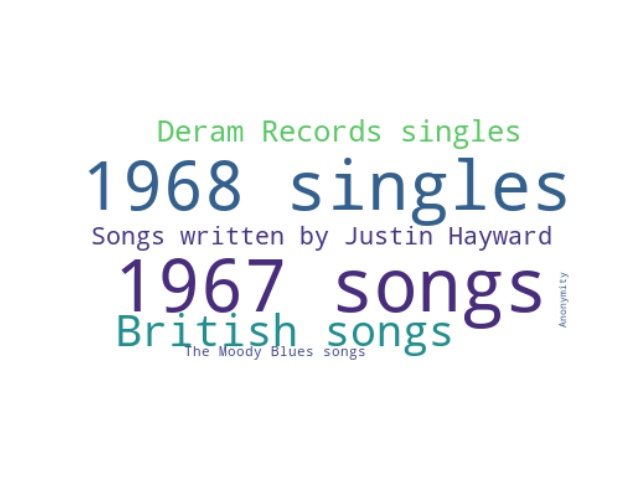 Deram Records singles
1968 singles
Songs written by Justin Hayward
1967 songs
Anonymity
British songs
The Moody Blues songs